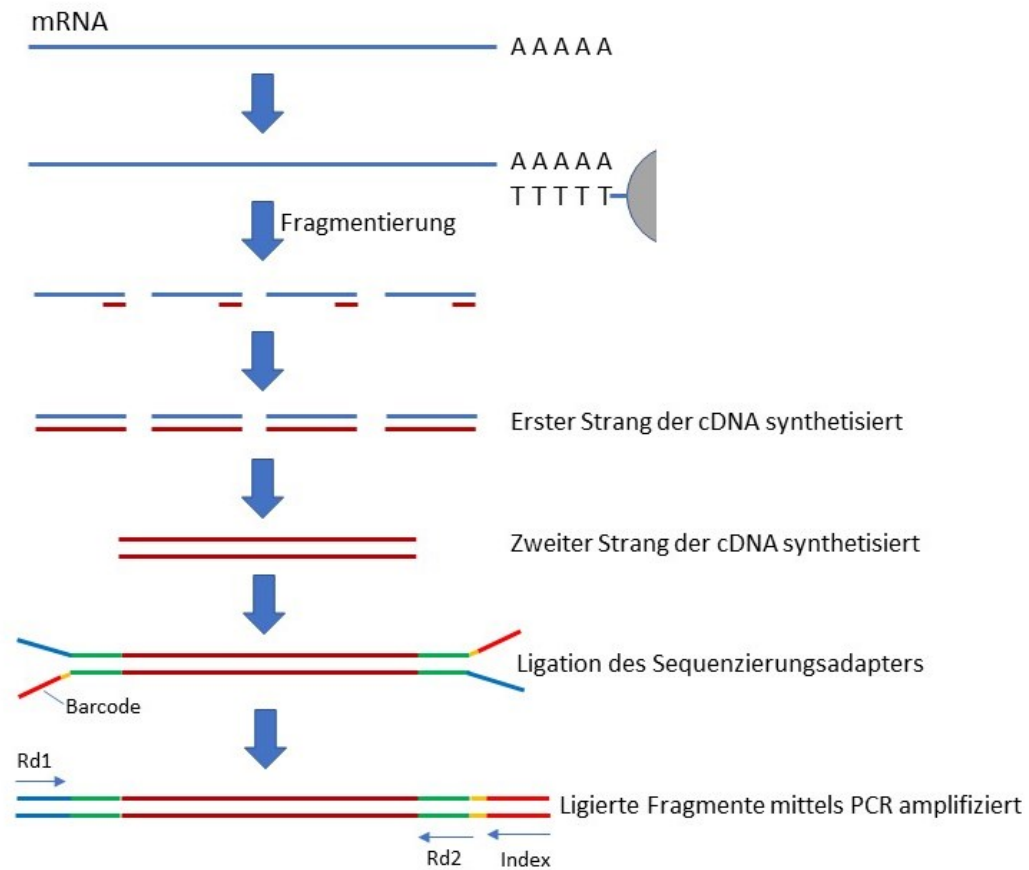 mRNA
A A A A A
A A A A A
T T T T T
Fragmentierung
Erster Strang der cDNA synthetisiert
Zweiter Strang der cDNA synthetisiert
Ligation des Sequenzierungsadapters
Barcode
Rd1
Ligierte Fragmente mittels PCR amplifiziert
Rd2
Index